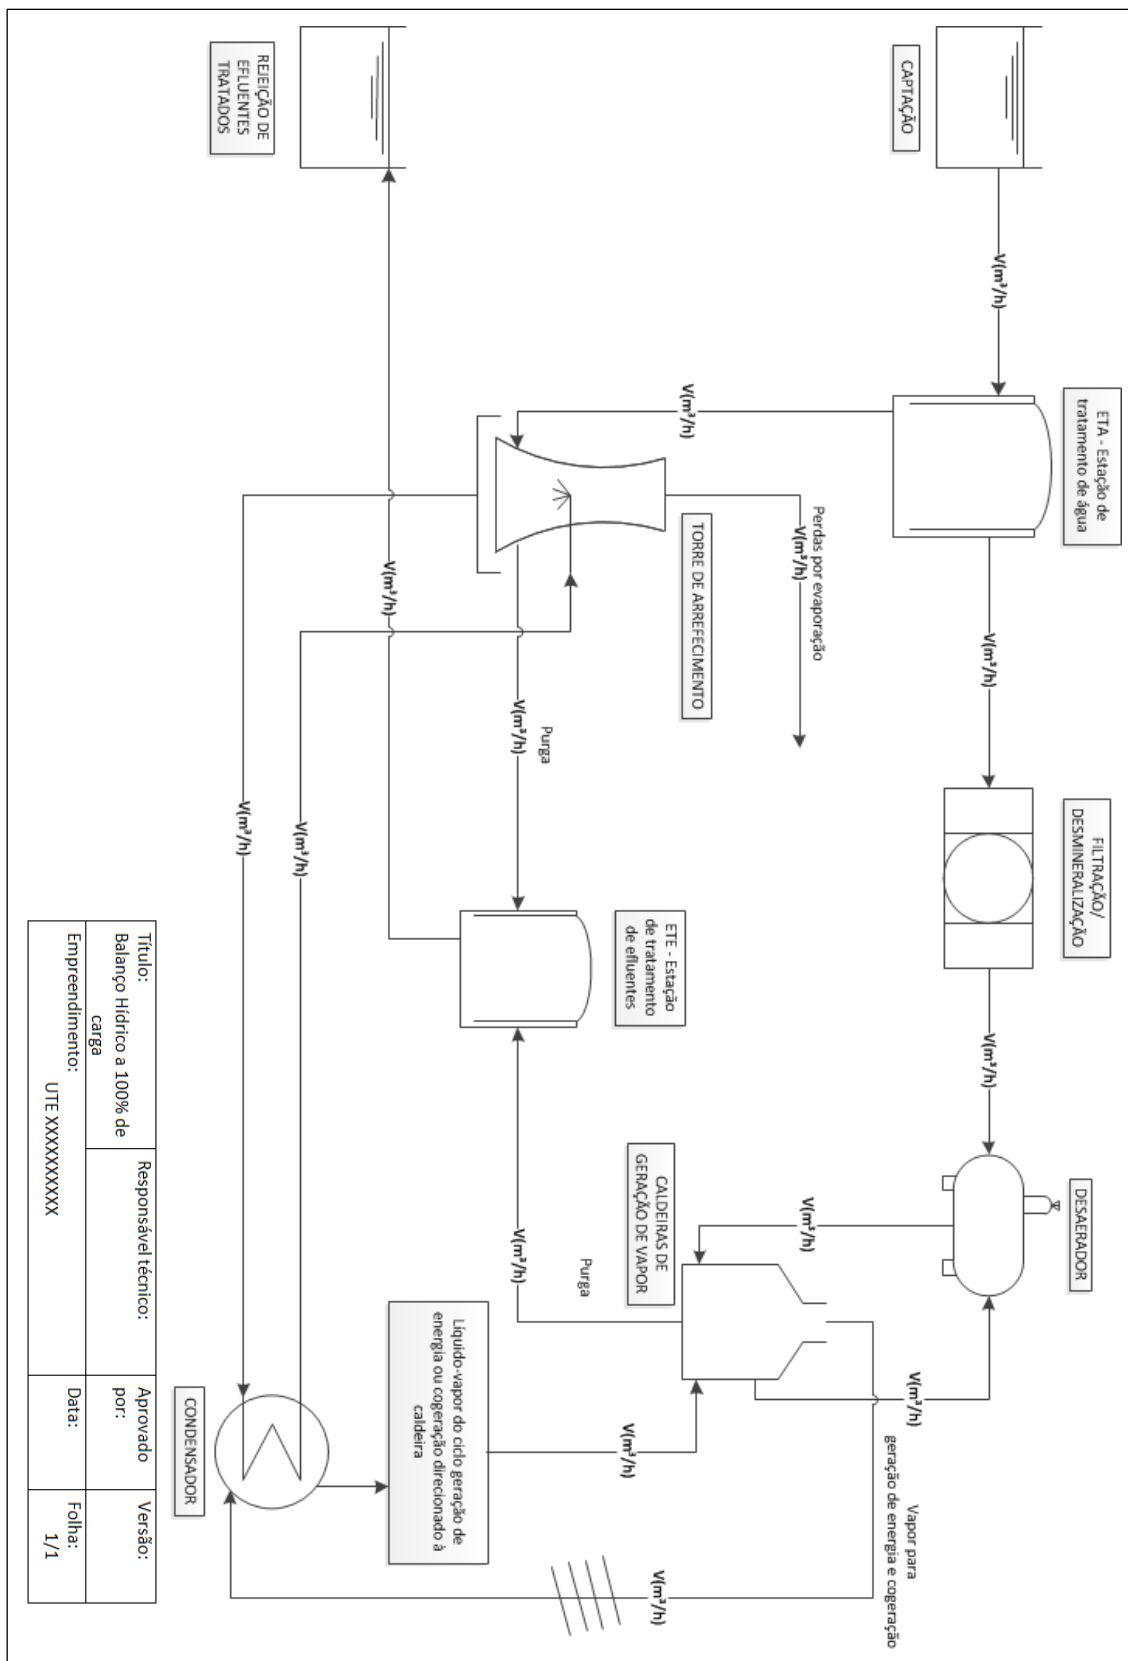 CAPTAÇÃO
V(m³/h)
ETA - Estação de
tratamento de água
V(m³/h)
FILTRAÇÃO/
DESMINERALIZAÇÃO
V(m³/h)
DESAERADOR
V(m³/h)
V(m³/h)
Perdas por evaporação
V(m³/h)
TORRE DE ARREFECIMENTO
V(m³/h)
CALDEIRAS DE
GERAÇÃO DE VAPOR
V(m³/h)
Vapor para
geração de energia e cogeração
Purga
V(m³/h)
ETE - Estação
de tratamento
de efluentes
Purga
V(m³/h)
V(m³/h)
V(m³/h)
Líquido-vapor do ciclo geração de
energia ou cogeração direcionado à
caldeira
REJEIÇÃO DE
EFLUENTES
TRATADOS
V(m³/h)
V(m³/h)
V(m³/h)
CONDENSADOR
Título:
Balanço Hídrico a 100% de
carga
Responsável técnico:
Aprovado
por:
Versão:
Empreendimento:
UTE XXXXXXXXXX
Data:
Folha:
1/1